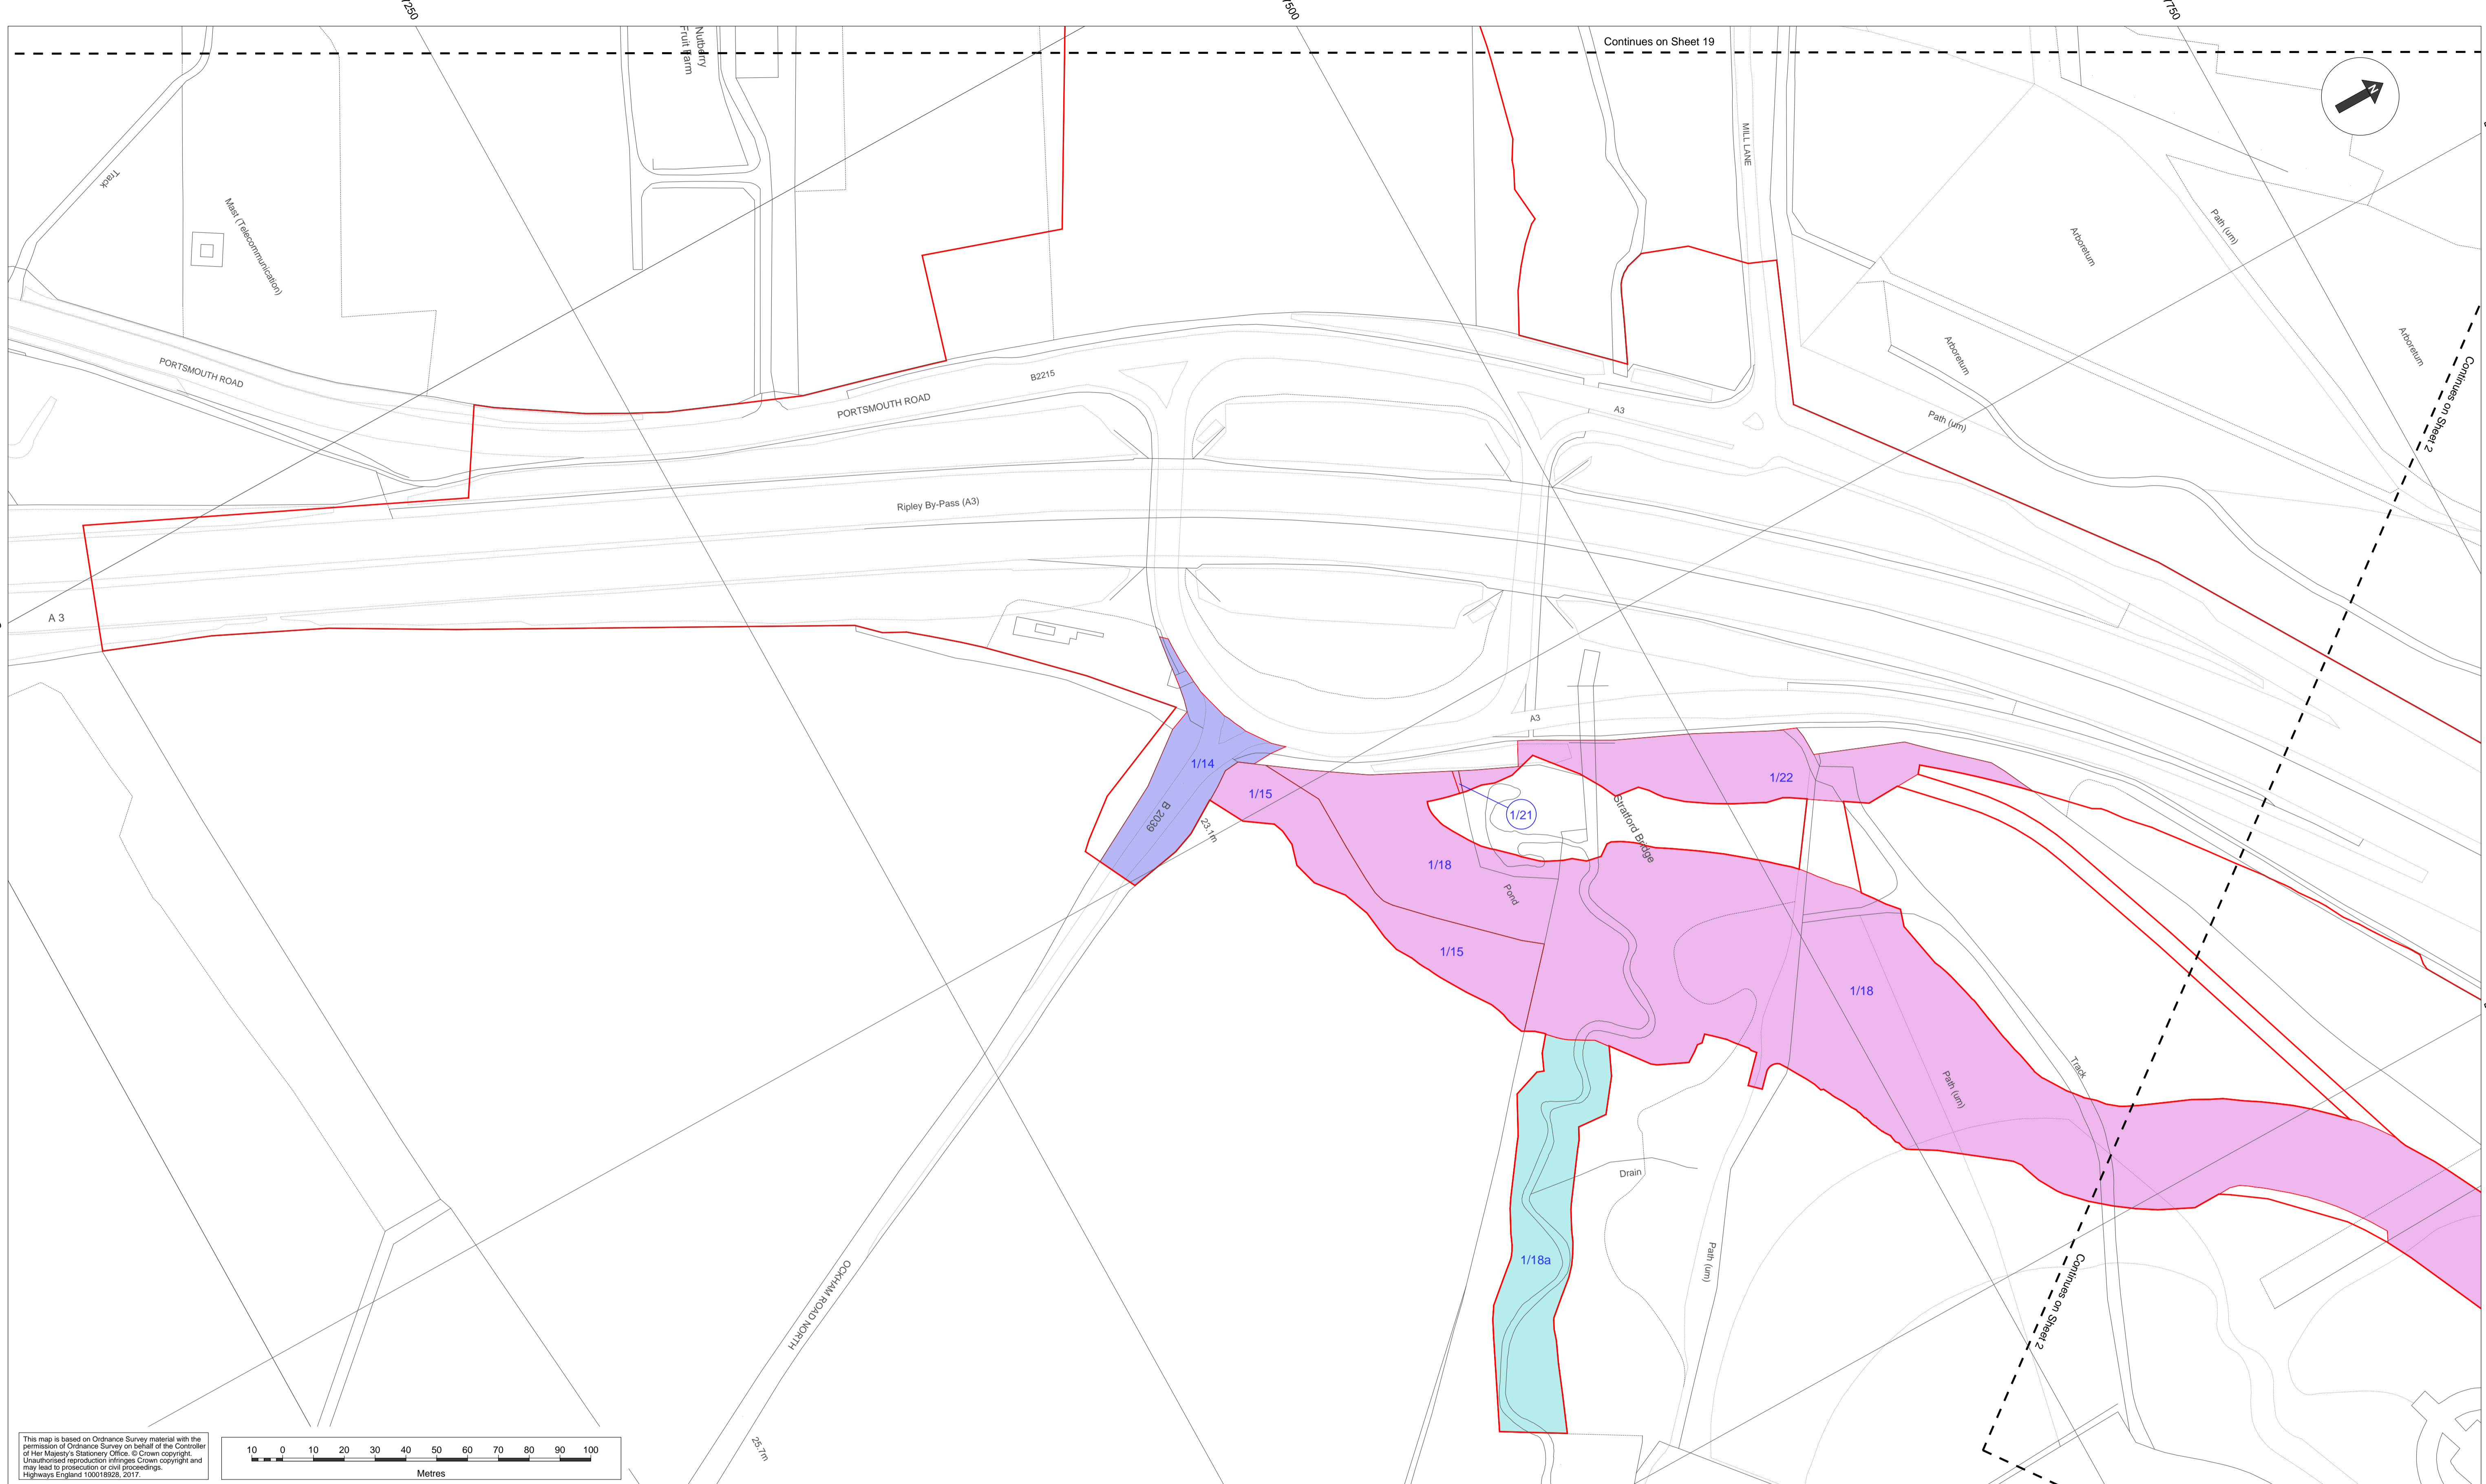 7250
7500
7750
Continues on Sheet 19
N
Nutberry
Fruit Farm
Track
Mast (Telecommunication)
MILL LANE
Path (um)
Arboretum
Arboretum
Arboretum
Continues on Sheet 2
PORTSMOUTH ROAD
B2215
PORTSMOUTH ROAD
A3
Path (um)
Ripley By-Pass (A3)
A 3
A3
1/14
1/15
1/22
1/21
B 2039
23.1m
Stratford Bridge
1/18
Pond
1/15
1/18
Track
Path (um)
Drain
Path (um)
1/18a
OCKHAM ROAD NORTH
Continues on Sheet 2
25.7m
This map is based on Ordnance Survey material with the
permission of Ordnance Survey on behalf of the Controller
of Her Majesty's Stationery Office. © Crown copyright.
Unauthorised reproduction infringes Crown copyright and
may lead to prosecution or civil proceedings.
Highways England 100018928, 2017.
10 0 10 20 30 40 50 60 70 80 90 100
Metres